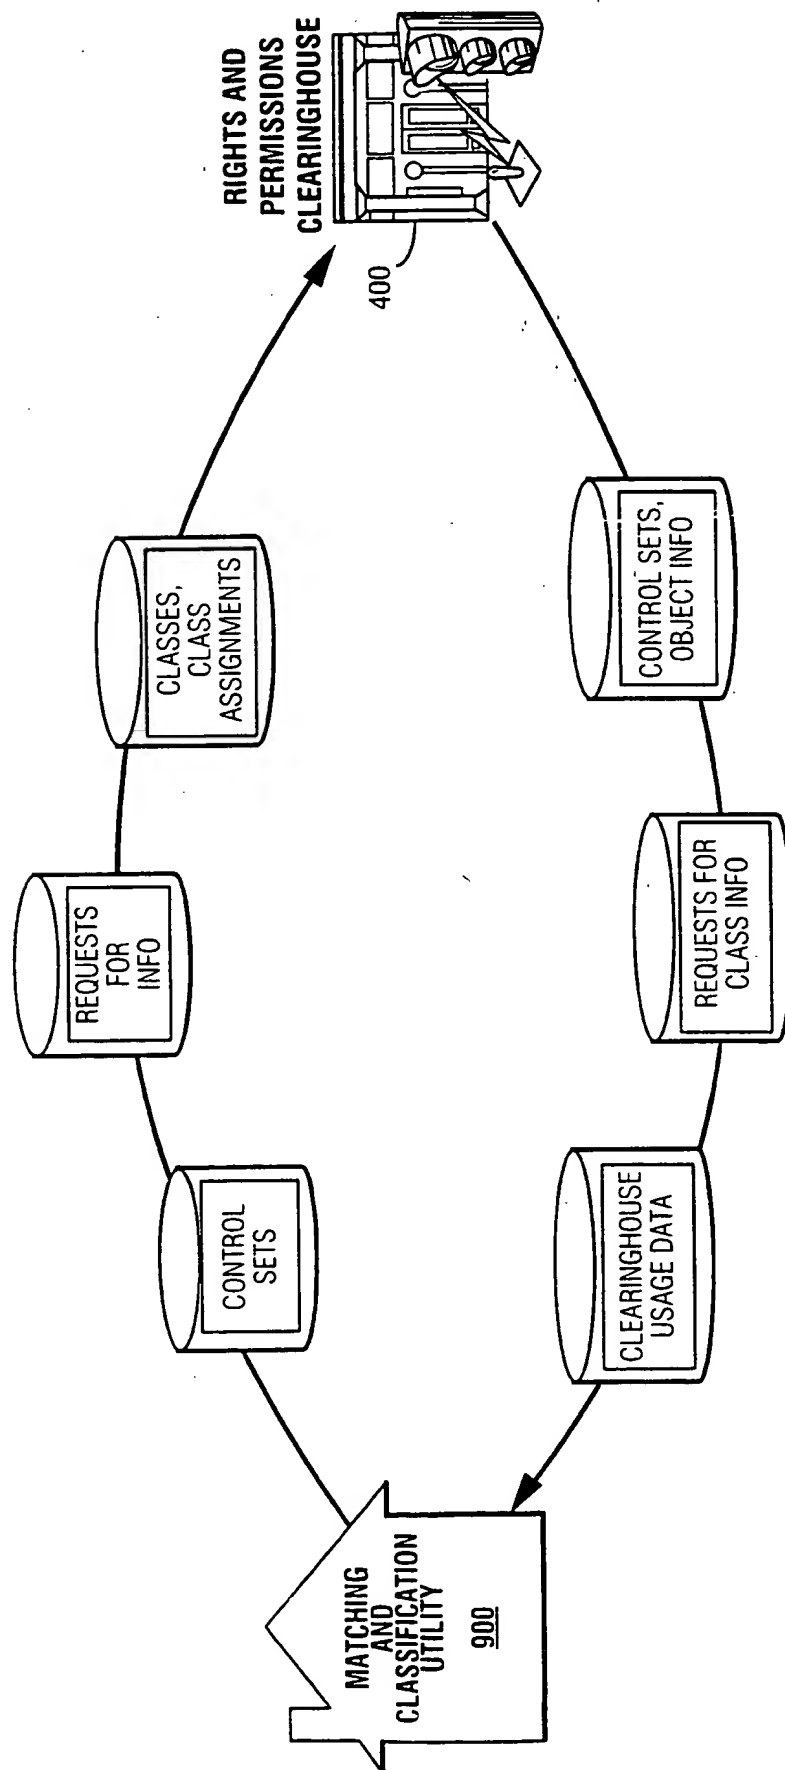 RIGHTS AND
PERMISSIONS
CLEARINGHOUSE
400
CLASSES,
CLASS
ASSIGNMENTS
REQUESTS
FOR
INFO
CONTROL
SETS
MATCHING
AND
CLASSIFICATION
UTILITY
900
CONTROL SETS,
OBJECT INFO
REQUESTS FOR
CLASS INFO
CLEARINGHOUSE
USAGE DATA